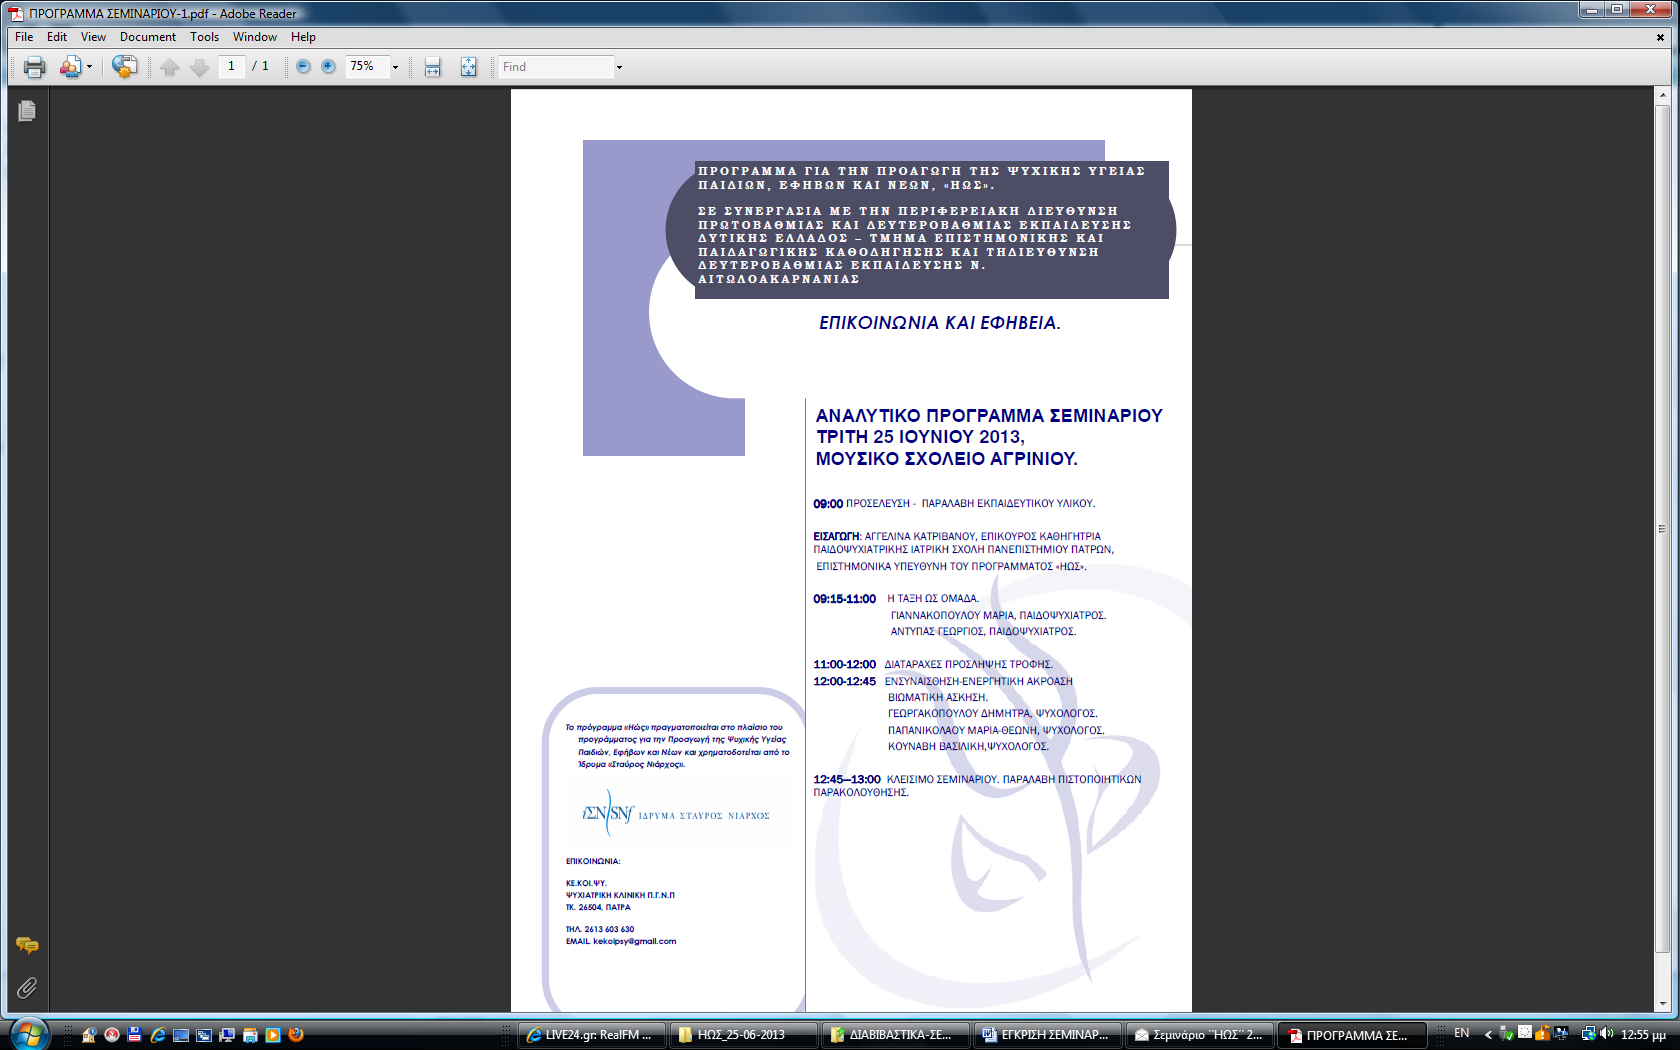 ΠΡΟΓΡΑΜΜΑ ΣΕΜΙΝΑΡΙΟΥ-1.pdf - Adobe Reader
File Edit View Document Tools Window Help
1 / 1 75% Find
ΠΡΟΓΡΑΜΜΑ ΓΙΑ ΤΗΝ ΠΡΟΑΓΩΓΗ ΤΗΣ ΨΥΧΙΚΗΣ ΥΓΕΙΑΣ
ΠΑΙΔΙΩΝ, ΕΦΗΒΩΝ ΚΑΙ ΝΕΩΝ, «ΗΩΣ».
ΣΕ ΣΥΝΕΡΓΑΣΙΑ ΜΕ ΤΗΝ ΠΕΡΙΦΕΡΕΙΑΚΗ ΔΙΕΥΘΥΝΣΗ
ΠΡΩΤΟΒΑΘΜΙΑΣ ΚΑΙ ΔΕΥΤΕΡΟΒΑΘΜΙΑΣ ΕΚΠΑΙΔΕΥΣΗΣ
ΔΥΤΙΚΗΣ ΕΛΛΑΔΟΣ – ΤΜΗΜΑ ΕΠΙΣΤΗΜΟΝΙΚΗΣ ΚΑΙ
ΠΑΙΔΑΓΩΓΙΚΗΣ ΚΑΘΟΔΗΓΗΣΗΣ ΚΑΙ ΤΗΔΙΕΥΘΥΝΣΗ
ΔΕΥΤΕΡΟΒΑΘΜΙΑΣ ΕΚΠΑΙΔΕΥΣΗΣ Ν.
ΑΙΤΩΛΟΑΚΑΡΝΑΝΙΑΣ
ΕΠΙΚΟΙΝΩΝΙΑ ΚΑΙ ΕΦΗΒΕΙΑ.
ΑΝΑΛΥΤΙΚΟ ΠΡΟΓΡΑΜΜΑ ΣΕΜΙΝΑΡΙΟΥ
ΤΡΙΤΗ 25 ΙΟΥΝΙΟΥ 2013,
ΜΟΥΣΙΚΟ ΣΧΟΛΕΙΟ ΑΓΡΙΝΙΟΥ.
09:00 ΠΡΟΣΕΛΕΥΣΗ - ΠΑΡΑΛΑΒΗ ΕΚΠΑΙΔΕΥΤΙΚΟΥ ΥΛΙΚΟΥ.
ΕΙΣΑΓΩΓΗ: ΑΓΓΕΛΙΝΑ ΚΑΤΡΙΒΑΝΟΥ, ΕΠΙΚΟΥΡΟΣ ΚΑΘΗΓΗΤΡΙΑ
ΠΑΙΔΟΨΥΧΙΑΤΡΙΚΗΣ ΙΑΤΡΙΚΗ ΣΧΟΛΗ ΠΑΝΕΠΙΣΤΗΜΙΟΥ ΠΑΤΡΩΝ,
ΕΠΙΣΤΗΜΟΝΙΚΑ ΥΠΕΥΘΥΝΗ ΤΟΥ ΠΡΟΓΡΑΜΜΑΤΟΣ «ΗΩΣ».
09:15-11:00 Η ΤΑΞΗ ΩΣ ΟΜΑΔΑ.
ΓΙΑΝΝΑΚΟΠΟΥΛΟΥ ΜΑΡΙΑ, ΠΑΙΔΟΨΥΧΙΑΤΡΟΣ.
ΑΝΤΥΠΑΣ ΓΕΩΡΓΙΟΣ, ΠΑΙΔΟΨΥΧΙΑΤΡΟΣ.
11:00-12:00 ΔΙΑΤΑΡΑΧΕΣ ΠΡΟΣΛΗΨΗΣ ΤΡΟΦΗΣ.
12:00-12:45 ΕΝΣΥΝΑΙΣΘΗΣΗ-ΕΝΕΡΓΗΤΙΚΗ ΑΚΡΟΑΣΗ
ΒΙΩΜΑΤΙΚΗ ΑΣΚΗΣΗ.
ΓΕΩΡΓΑΚΟΠΟΥΛΟΥ ΔΗΜΗΤΡΑ, ΨΥΧΟΛΟΓΟΣ.
ΠΑΠΑΝΙΚΟΛΑΟΥ ΜΑΡΙΑ-ΘΕΩΝΗ, ΨΥΧΟΛΟΓΟΣ.
ΚΟΥΝΑΒΗ ΒΑΣΙΛΙΚΗ,ΨΥΧΟΛΟΓΟΣ.
12:45—13:00 ΚΛΕΙΣΙΜΟ ΣΕΜΙΝΑΡΙΟΥ. ΠΑΡΑΛΑΒΗ ΠΙΣΤΟΠΟΙΗΤΙΚΩΝ
ΠΑΡΑΚΟΛΟΥΘΗΣΗΣ.
Το πρόγραμμα «Ηώς» πραγματοποιείται στο πλαίσιο του
προγράμματος για την Προαγωγή της Ψυχικής Υγείας
Παιδιών, Εφήβων και Νέων και χρηματοδοτείται από το
Ίδρυμα «Σταύρος Νιάρχος».
iΣΝ/SNf ΙΔΡΥΜΑ ΣΤΑΥΡΟΣ ΝΙΑΡΧΟΣ
ΕΠΙΚΟΙΝΩΝΙΑ:
ΚΕ.ΚΟΙ.ΨΥ.
ΨΥΧΙΑΤΡΙΚΗ ΚΛΙΝΙΚΗ Π.Γ.Ν.Π
ΤΚ. 26504, ΠΑΤΡΑ
ΤΗΛ. 2613 603 630
EMAIL. kekoipsy@gmail.com
LIVE24.gr: RealFM ... ΗΩΣ_25-06-2013 ΔΙΑΒΙΒΑΣΤΙΚΑ-ΣΕ... ΕΓΚΡΙΣΗ ΣΕΜΙΝΑΡ... Σεμινάριο ´´ΗΩΣ´´ 2... ΠΡΟΓΡΑΜΜΑ ΣΕ... EN 12:55 μμ